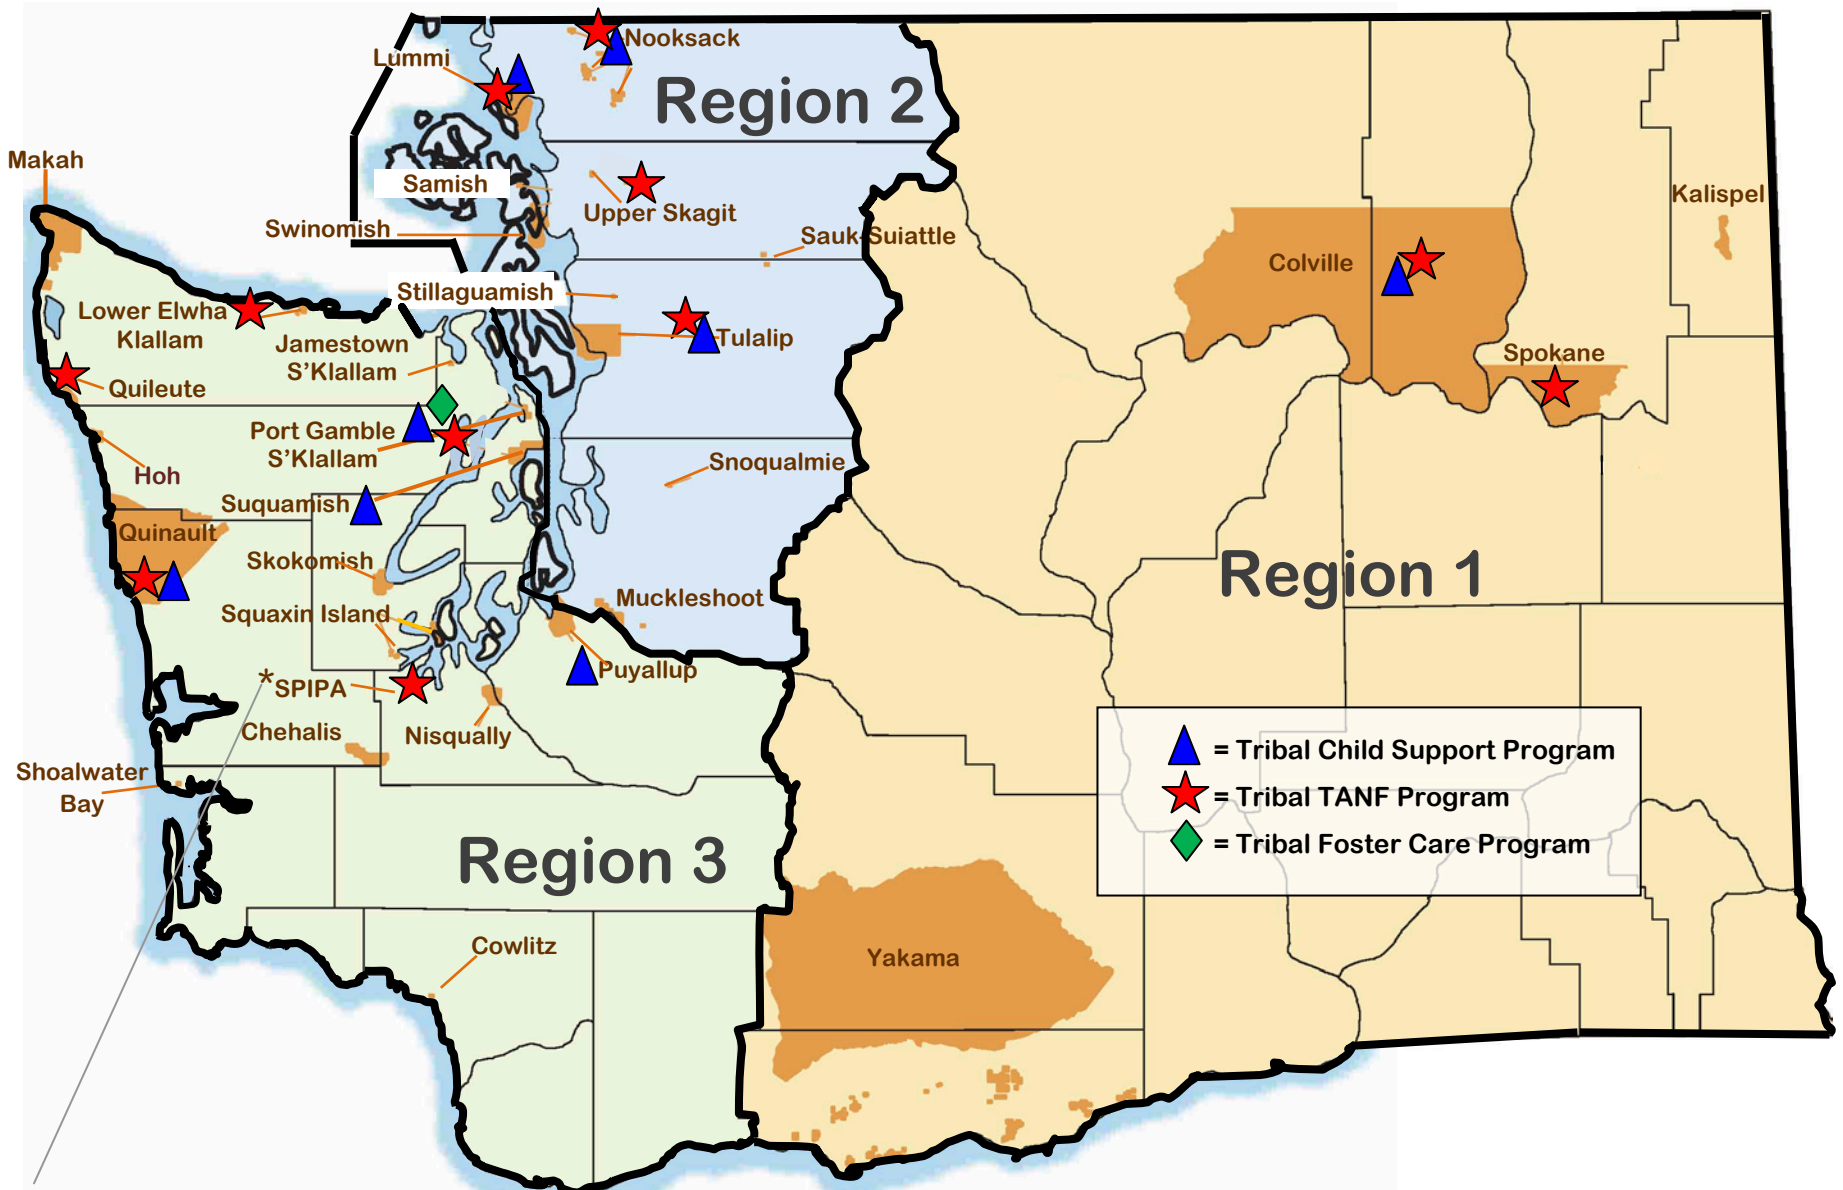 Nooksack
Lummi
Region 2
Makah
Samish
Upper Skagit
Swinomish
Sauk-Suiattle
Kalispel
Colville
Stillaguamish
Lower Elwha
Klallam
Tulalip
Jamestown
S'Klallam
Spokane
Quileute
Port Gamble
S'Klallam
Hoh
Snoqualmie
Suquamish
Quinault
Skokomish
Region 1
Muckleshoot
Squaxin Island
Puyallup
*SPIPA
Chehalis
Nisqually
Shoalwater
Bay
= Tribal Child Support Program
= Tribal TANF Program
= Tribal Foster Care Program
Region 3
Cowlitz
Yakama